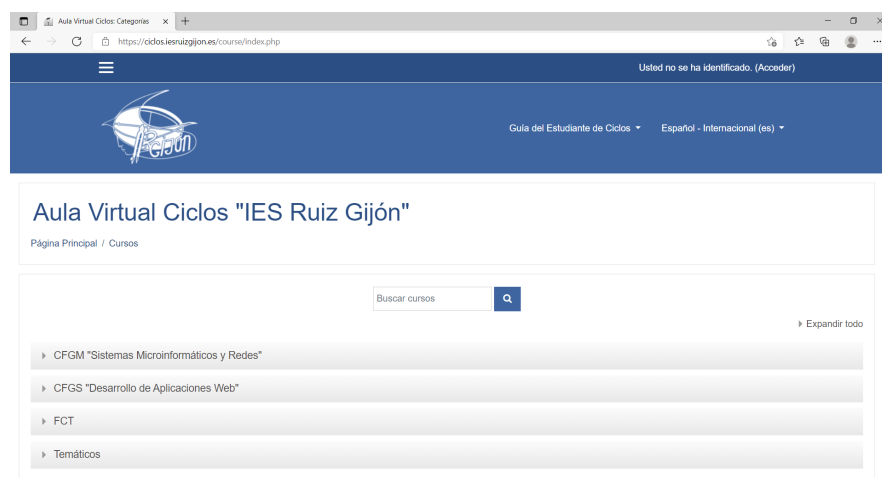 Aula Virtual Ciclos: Categorías
https://ciclos.iesruizgijon.es/course/index.php
Usted no se ha identificado. (Acceder)
GIJÓN
Guía del Estudiante de Ciclos
Español - Internacional (es)
Aula Virtual Ciclos "IES Ruiz Gijón"
Página Principal / Cursos
Buscar cursos
Expandir todo
CFGM "Sistemas Microinformáticos y Redes"
CFGS "Desarrollo de Aplicaciones Web"
FCT
Temáticos